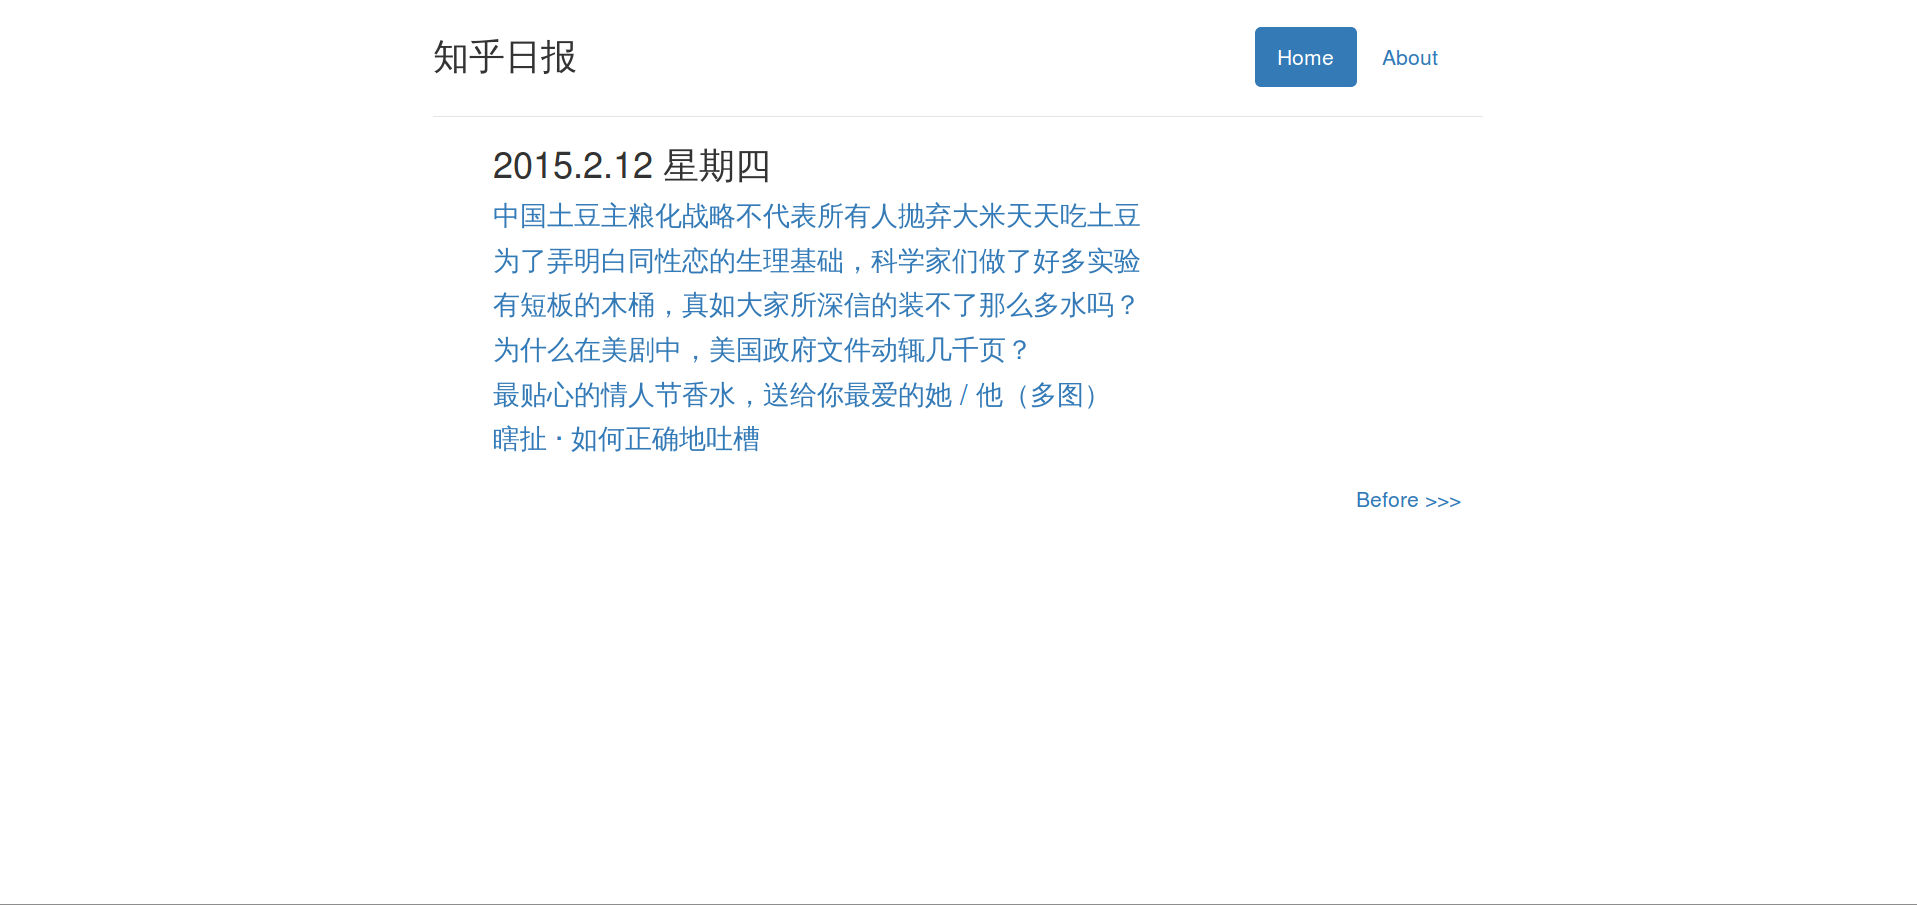 知乎日报
Home
About
2015.2.12 星期四
中国土豆主粮化战略不代表所有人抛弃大米天天吃土豆
为了弄明白同性恋的生理基础，科学家们做了好多实验
有短板的木桶，真如大家所深信的装不了那么多水吗？
为什么在美剧中，美国政府文件动辄几千页？
最贴心的情人节香水，送给你最爱的她 / 他（多图）
瞎扯 · 如何正确地吐槽
Before >>>